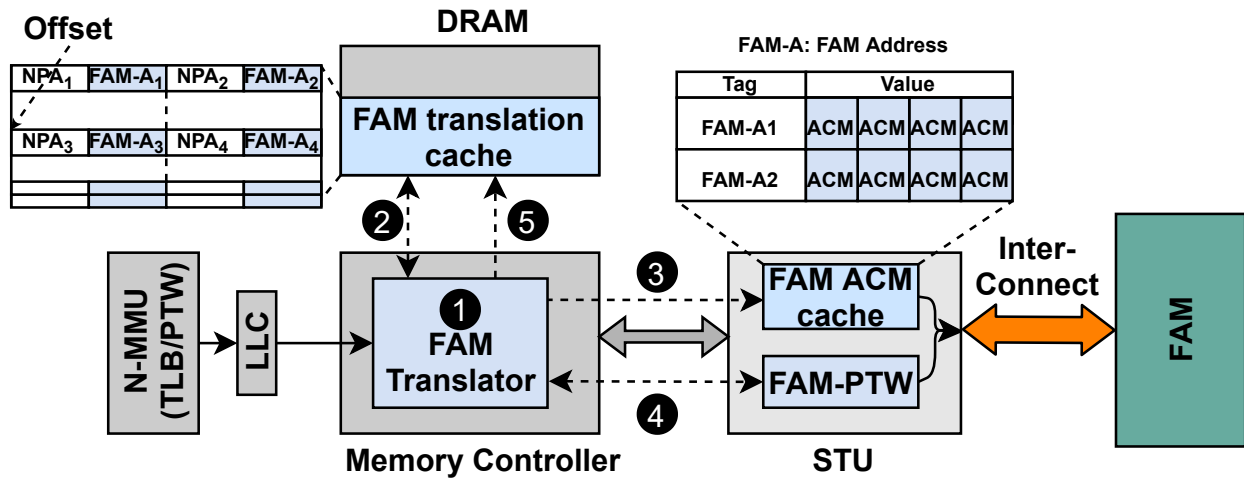 Offset
DRAM
FAM-A: FAM Address
NPA1 FAM-A1 NPA2 FAM-A2
NPA3 FAM-A3 NPA4 FAM-A4
FAM translation
cache
Tag Value
FAM-A1 ACM ACM ACM ACM
FAM-A2 ACM ACM ACM ACM
2
5
N-MMU
(TLB/PTW)
LLC
1
FAM
Translator
Memory Controller
3
4
FAM ACM
cache
FAM-PTW
STU
Inter-
Connect
FAM